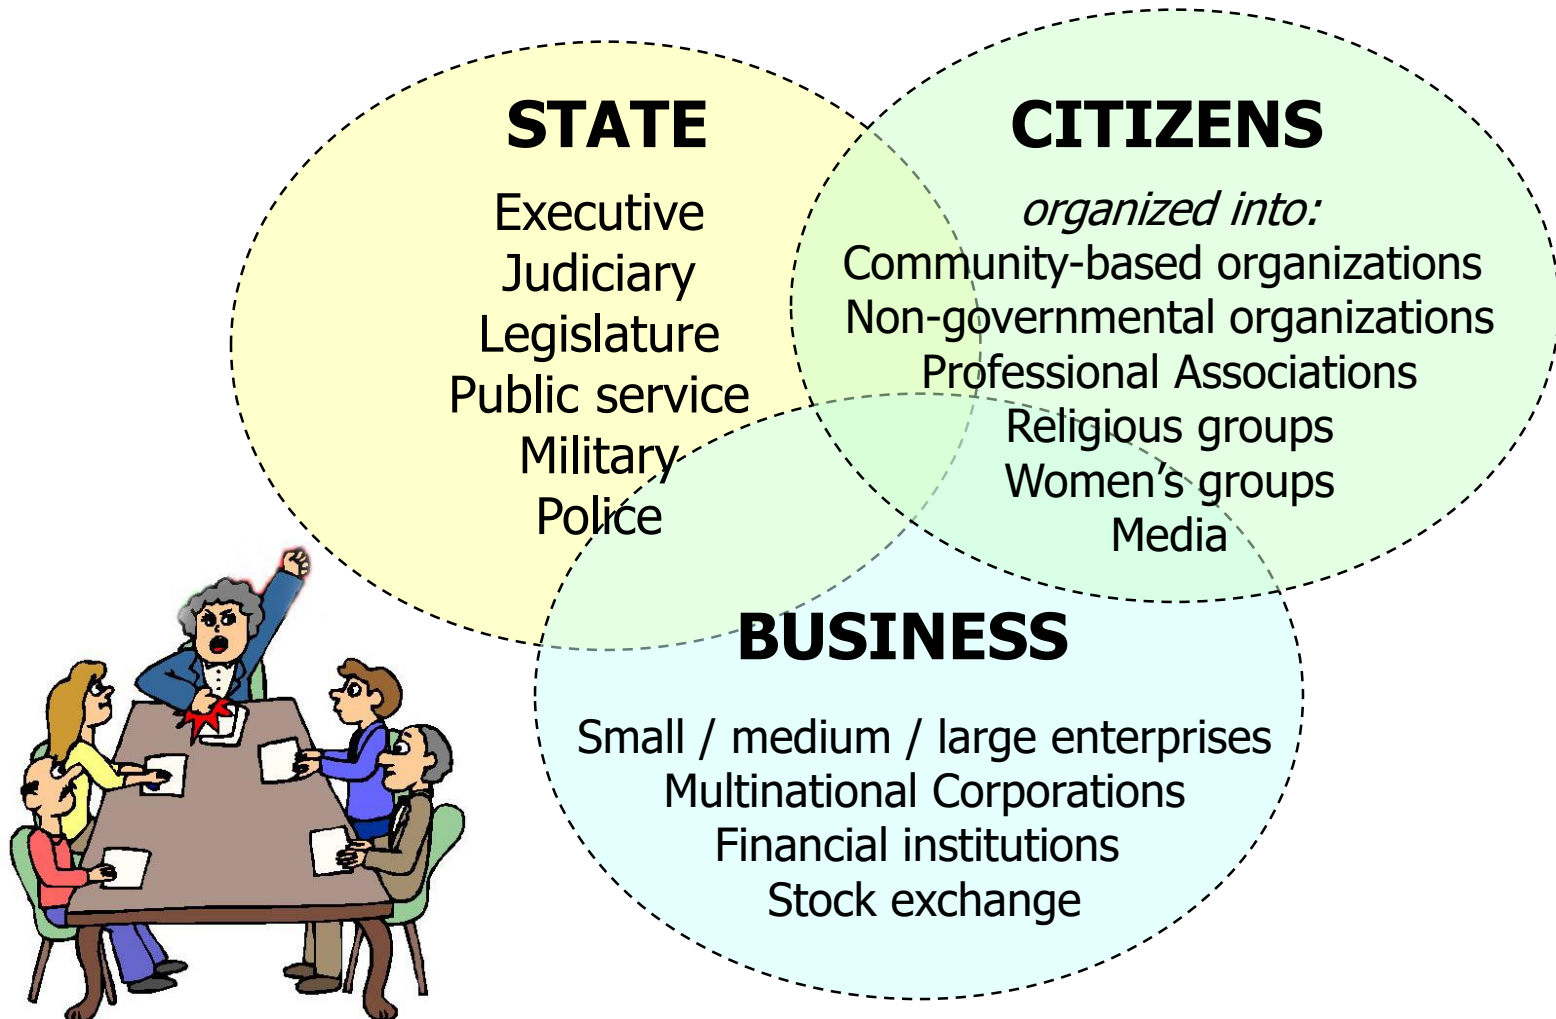 STATE
Executive
Judiciary
Legislature
Public service
Military
Police
CITIZENS
organized into:
Community-based organizations
Non-governmental organizations
Professional Associations
Religious groups
Women’s groups
Media
BUSINESS
Small / medium / large enterprises
Multinational Corporations
Financial institutions
Stock exchange